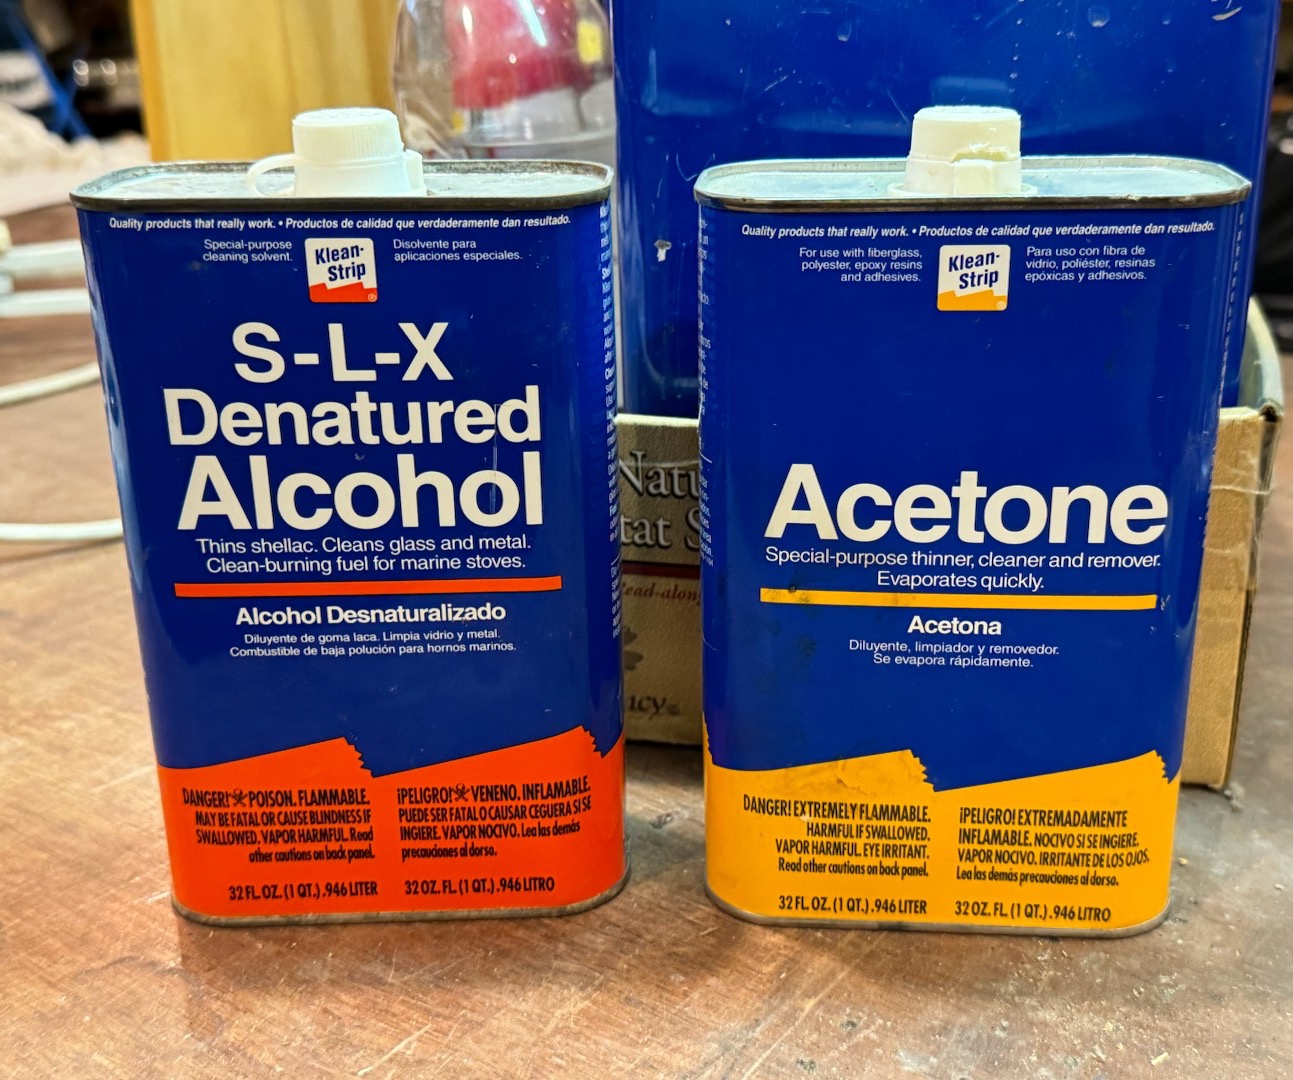 Quality products that really work. • Productos de calidad que verdaderamente dan resultado.
Special-purpose
cleaning solvent.
Klean-
Strip
®
Disolvente para
aplicaciones especiales.
S-L-X
Denatured
Alcohol
Thins shellac. Cleans glass and metal.
Clean-burning fuel for marine stoves.
Alcohol Desnaturalizado
Diluyente de goma laca. Limpia vidrio y metal.
Combustible de baja polución para hornos marinos.
DANGER! POISON. FLAMMABLE.
MAY BE FATAL OR CAUSE BLINDNESS IF
SWALLOWED. VAPOR HARMFUL. Read
other cautions on back panel.
32 FL. OZ. (1 QT.) .946 LITER
¡PELIGRO! VENENO. INFLAMABLE.
PUEDE SER FATAL O CAUSAR CEGUERA SI SE
INGIERE. VAPOR NOCIVO. Lea las demás
precauciones al dorso.
32 OZ. FL. (1 QT.) .946 LITRO
Quality products that really work. • Productos de calidad que verdaderamente dan resultado.
For use with fiberglass,
polyester, epoxy resins
and adhesives.
Klean-
Strip
®
Para uso con fibra de
vidrio, poliéster, resinas
epóxicas y adhesivos.
Acetone
Special-purpose thinner, cleaner and remover.
Evaporates quickly.
Acetona
Diluyente, limpiador y removedor.
Se evapora rápidamente.
DANGER! EXTREMELY FLAMMABLE.
HARMFUL IF SWALLOWED.
VAPOR HARMFUL. EYE IRRITANT.
Read other cautions on back panel.
32 FL. OZ. (1 QT.) .946 LITER
¡PELIGRO! EXTREMADAMENTE
INFLAMABLE. NOCIVO SI SE INGIERE.
VAPOR NOCIVO. IRRITANTE DE LOS OJOS.
Lea las demás precauciones al dorso.
32 OZ. FL. (1 QT.) .946 LITRO
Natu
tat S
ead-along
ncy